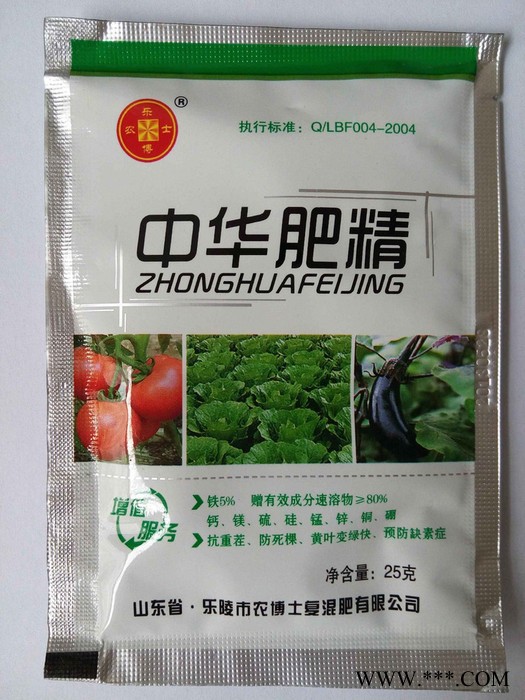 乐
农 士
博
®
执行标准：Q/LBF004-2004
中华肥精
ZHONGHUAFEIJING
增值
服务
铁5% 赠有效成分速溶物≥80%
钙、镁、硫、硅、锰、锌、铜、硼
抗重茬、防死棵、黄叶变绿快、预防缺素症
净含量：25克
山东省·乐陵市农博士复混肥有限公司
WWW.***.COM